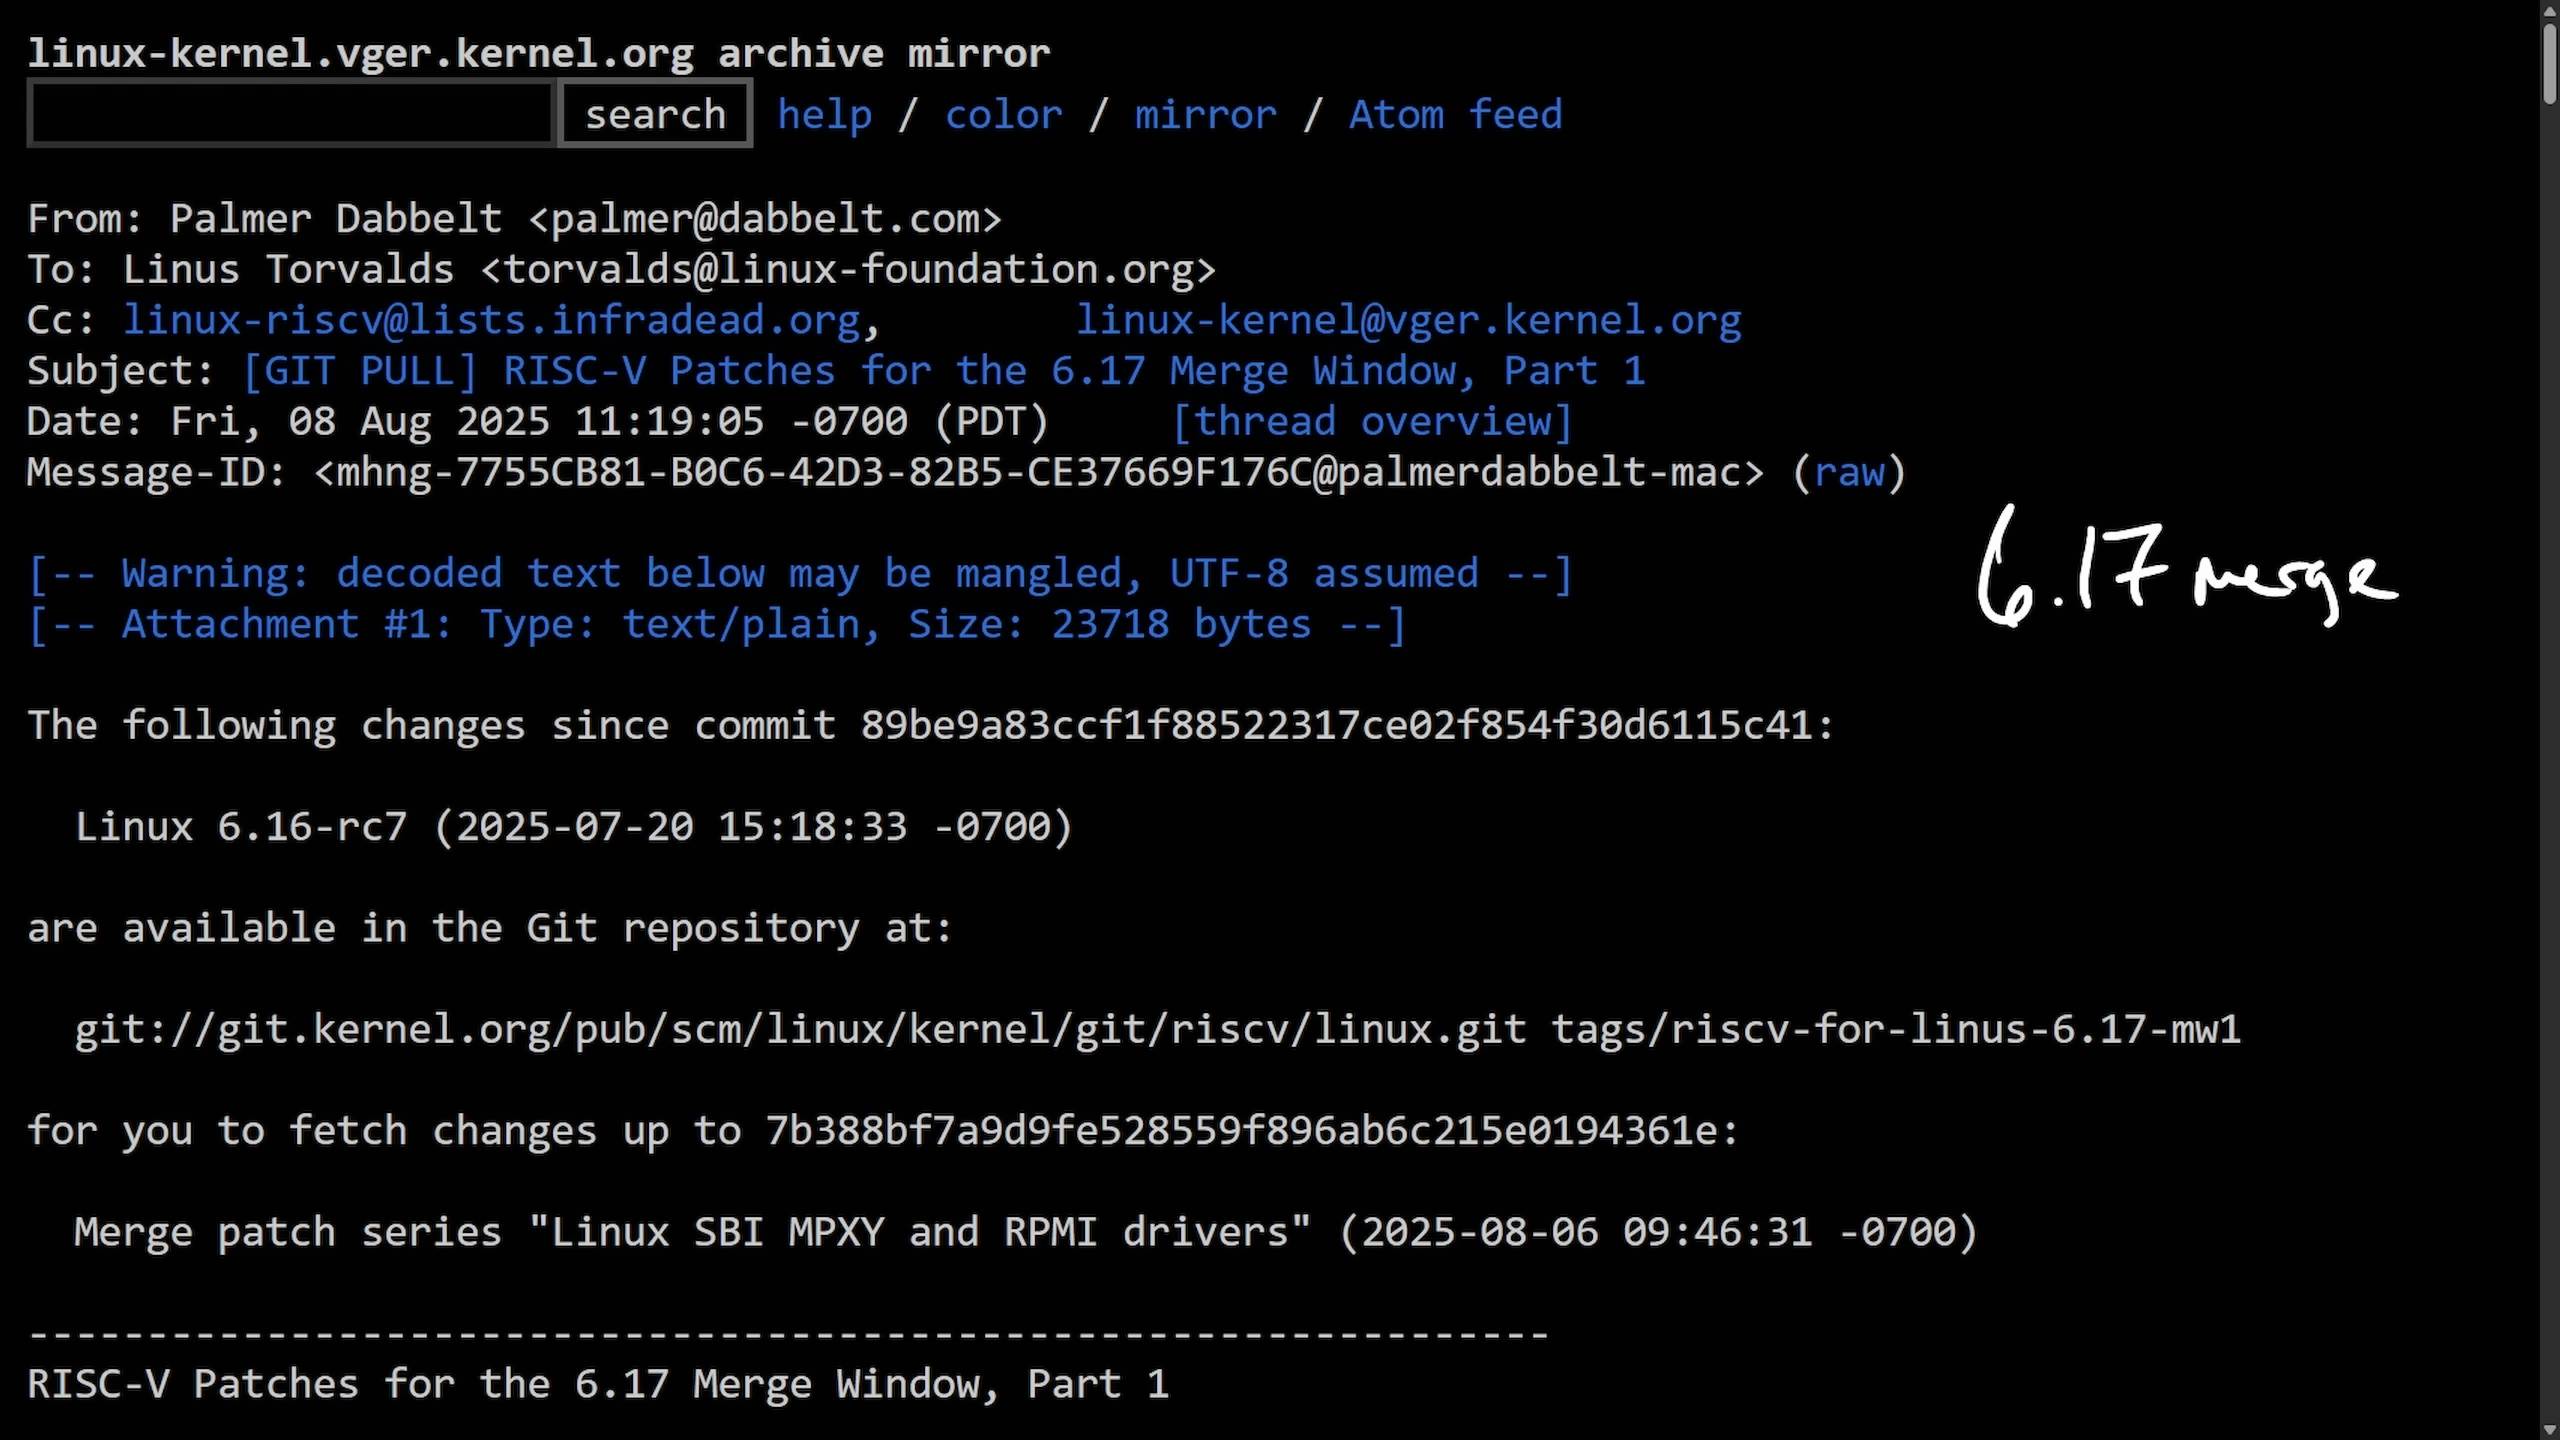 linux-kernel.vger.kernel.org archive mirror
search help / color / mirror / Atom feed
From: Palmer Dabbelt <palmer@dabbelt.com>
To: Linus Torvalds <torvalds@linux-foundation.org>
Cc: linux-riscv@lists.infradead.org, linux-kernel@vger.kernel.org
Subject: [GIT PULL] RISC-V Patches for the 6.17 Merge Window, Part 1
Date: Fri, 08 Aug 2025 11:19:05 -0700 (PDT) [thread overview]
Message-ID: <mhng-7755CB81-B0C6-42D3-82B5-CE37669F176C@palmerdabbelt-mac> (raw)
6.17 merge
[-- Warning: decoded text below may be mangled, UTF-8 assumed --]
[-- Attachment #1: Type: text/plain, Size: 23718 bytes --]
The following changes since commit 89be9a83ccf1f88522317ce02f854f30d6115c41:
Linux 6.16-rc7 (2025-07-20 15:18:33 -0700)
are available in the Git repository at:
git://git.kernel.org/pub/scm/linux/kernel/git/riscv/linux.git tags/riscv-for-linus-6.17-mw1
for you to fetch changes up to 7b388bf7a9d9fe528559f896ab6c215e0194361e:
Merge patch series "Linux SBI MPXY and RPMI drivers" (2025-08-06 09:46:31 -0700)
----------------------------------------------------------------
RISC-V Patches for the 6.17 Merge Window, Part 1